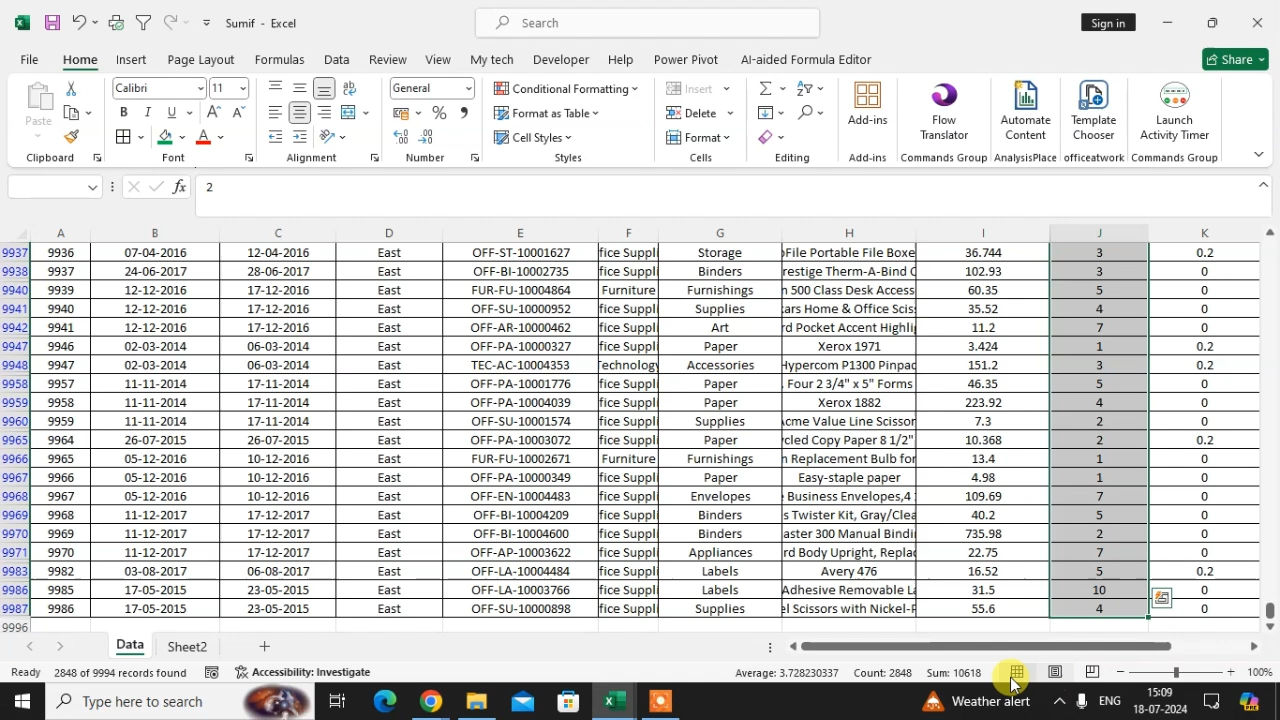 Sumif - Excel
Search
Sign in
File Home Insert Page Layout Formulas Data Review View Developer My tech Help Power Pivot AI-aided Formula Editor Share
Calibri 11 General Conditional Formatting Insert
Paste Format as Table Delete Add-ins Flow Translator Automate Content Template Chooser Launch Activity Timer
Cell Styles Format
Clipboard Font Alignment Number Styles Cells Editing Add-ins Commands Group AnalysisPlace officeatwork Commands Group
2
A B C D E F G H I J K
9937 9936 07-04-2016 12-04-2016 East OFF-ST-10001627 fice Suppli Storage File Portable File Boxe 36.744 3 0.2
9938 9937 24-06-2017 28-06-2017 East OFF-BI-10002735 fice Suppli Binders restige Therm-A-Bind C 102.93 3 0
9940 9939 12-12-2016 17-12-2016 East FUR-FU-10004864 Furniture Furnishings n 500 Class Desk Access 60.35 5 0
9941 9940 12-12-2016 17-12-2016 East OFF-SU-10000952 fice Suppli Supplies ars Home & Office Sciss 35.52 4 0
9942 9941 12-12-2016 17-12-2016 East OFF-AR-10000462 fice Suppli Art rd Pocket Accent Highlig 11.2 7 0
9947 9946 02-03-2014 06-03-2014 East OFF-PA-10000327 fice Suppli Paper Xerox 1971 3.424 1 0.2
9948 9947 02-03-2014 06-03-2014 East TEC-AC-10004353 Technology Accessories Hypercom P1300 Pinpad 151.2 3 0.2
9958 9957 11-11-2014 17-11-2014 East OFF-PA-10001776 fice Suppli Paper , Four 2 3/4" x 5" Forms 46.35 5 0
9959 9958 11-11-2014 17-11-2014 East OFF-PA-10004039 fice Suppli Paper Xerox 1882 223.92 4 0
9960 9959 11-11-2014 17-11-2014 East OFF-SU-10001574 fice Suppli Supplies Acme Value Line Scissor 7.3 2 0
9965 9964 26-07-2015 26-07-2015 East OFF-PA-10003072 fice Suppli Paper cled Copy Paper 8 1/2" 10.368 2 0.2
9966 9965 05-12-2016 10-12-2016 East FUR-FU-10002671 Furniture Furnishings n Replacement Bulb for 13.4 1 0
9967 9966 05-12-2016 10-12-2016 East OFF-PA-10000349 fice Suppli Paper Easy-staple paper 4.98 1 0
9968 9967 05-12-2016 10-12-2016 East OFF-EN-10004483 fice Suppli Envelopes e Business Envelopes,4 109.69 7 0
9969 9968 11-12-2017 17-12-2017 East OFF-BI-10004209 fice Suppli Binders s Twister Kit, Gray/Clea 40.2 5 0
9970 9969 11-12-2017 17-12-2017 East OFF-BI-10004600 fice Suppli Binders aster 300 Manual Bindin 735.98 2 0
9971 9970 11-12-2017 17-12-2017 East OFF-AP-10003622 fice Suppli Appliances rd Body Upright, Replac 22.75 7 0
9983 9982 03-08-2017 06-08-2017 East OFF-LA-10004484 fice Suppli Labels Avery 476 16.52 5 0.2
9986 9985 17-05-2015 23-05-2015 East OFF-LA-10003766 fice Suppli Labels Adhesive Removable La 31.5 10 0
9987 9986 17-05-2015 23-05-2015 East OFF-SU-10000898 fice Suppli Supplies el Scissors with Nickel-P 55.6 4 0
9996
Data Sheet2
Ready 2848 of 9994 records found Accessibility: Investigate Average: 3.728230337 Count: 2848 Sum: 10618 100%
Type here to search Weather alert ENG 15:09
18-07-2024